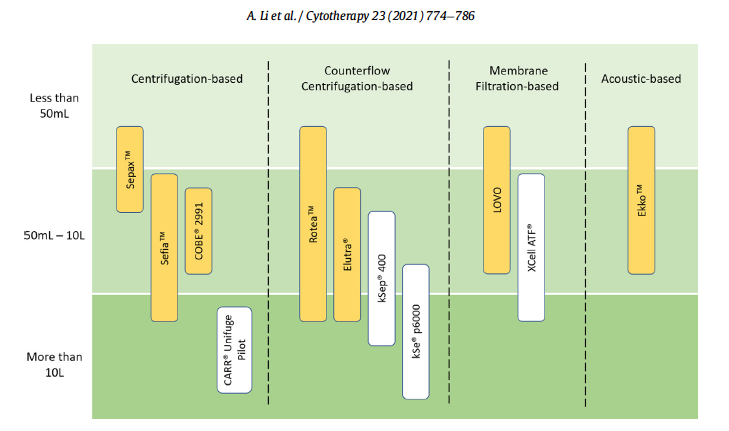 A. Li et al. / Cytotherapy 23 (2021) 774–786
Centrifugation-based
Counterflow
Centrifugation-based
Membrane
Filtration-based
Acoustic-based
Less than
50mL
50mL – 10L
More than
10L
Sepax™
Sefia™
COBE® 2991
CARR® Unifuge
Pilot
Rotea™
Elutra®
kSep® 400
kSe® p6000
LOVO
XCell ATF®
Ekko™